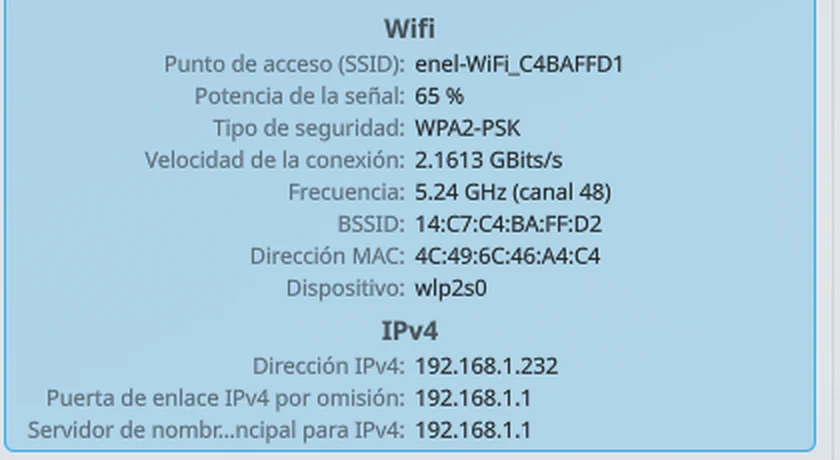 Wifi
Punto de acceso (SSID): enel-WiFi_C4BAFFD1
Potencia de la señal: 65 %
Tipo de seguridad: WPA2-PSK
Velocidad de la conexión: 2.1613 GBits/s
Frecuencia: 5.24 GHz (canal 48)
BSSID: 14:C7:C4:BA:FF:D2
Dirección MAC: 4C:49:6C:46:A4:C4
Dispositivo: wlp2s0
IPv4
Dirección IPv4: 192.168.1.232
Puerta de enlace IPv4 por omisión: 192.168.1.1
Servidor de nombr...ncipal para IPv4: 192.168.1.1